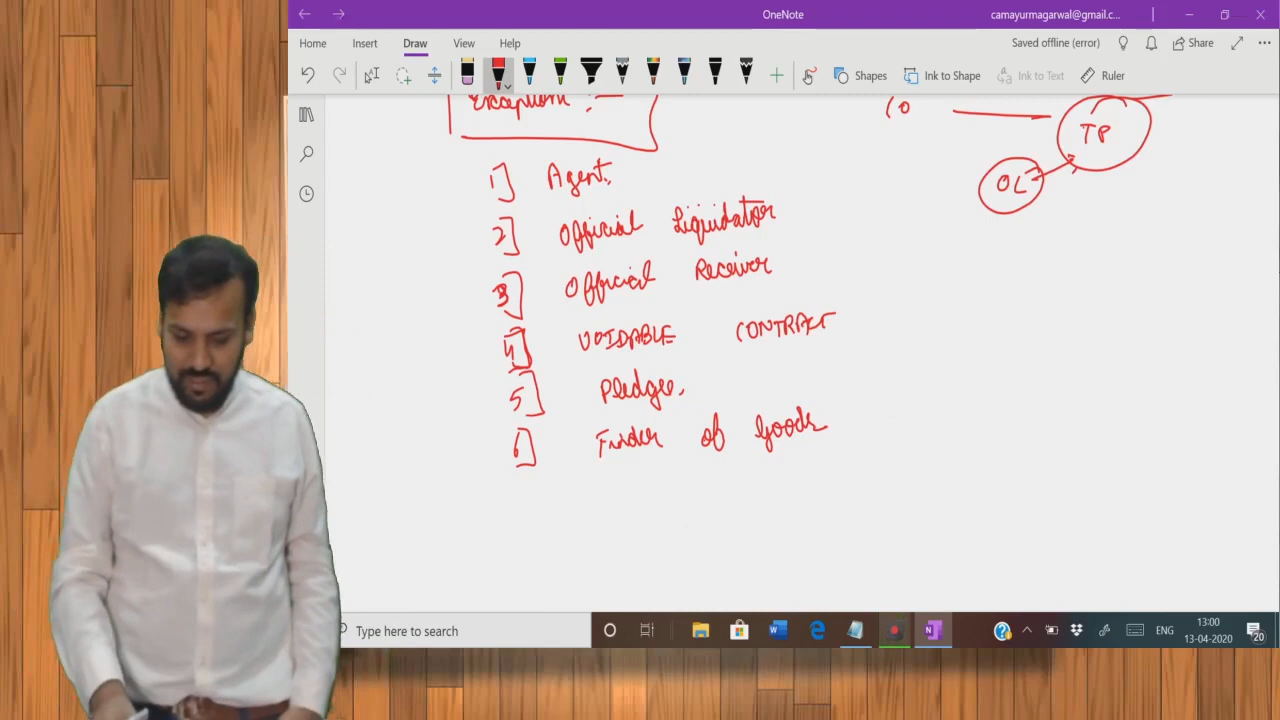 OneNote
camayurmagarwal@gmail.c...
Home Insert Draw View Help
Saved offline (error)
Share
Shapes
Ink to Shape
Ink to Text
Ruler
Exceptions :-
1] Agent.
2] Official Liquidator
3] Official Receiver
4] VOIDABLE CONTRACT
5] Pledgee.
6] Finder of Goods
Co
TP
OL
Type here to search
ENG
13:00
13-04-2020
20